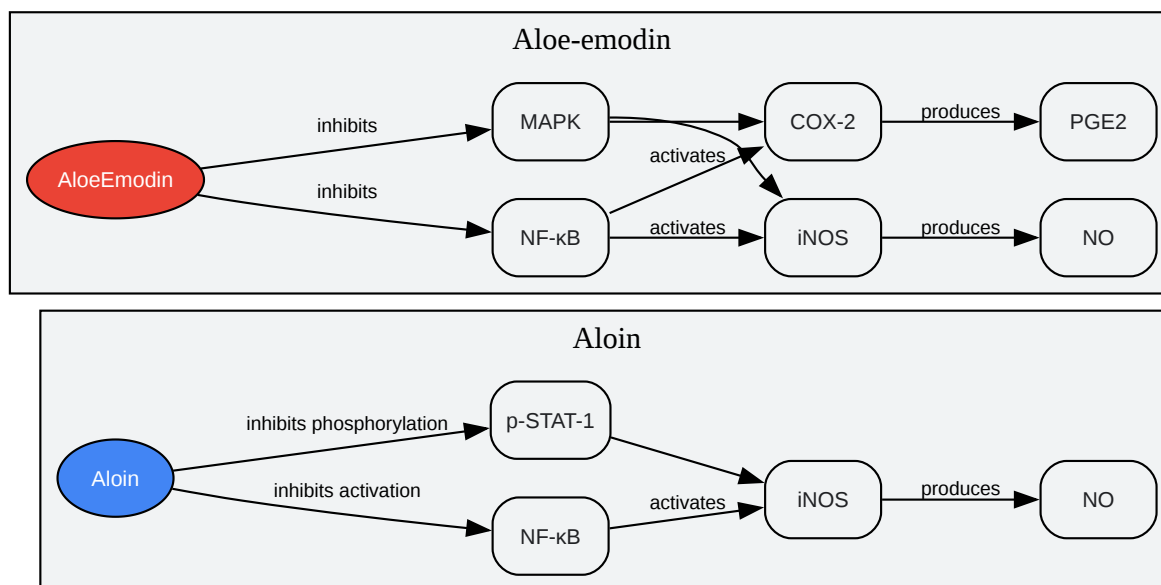 Aloe-emodin
inhibits
MAPK
COX-2
produces
PGE2
AloeEmodin
activates
inhibits
NF-κB
activates
iNOS
produces
NO
Aloin
inhibits phosphorylation
p-STAT-1
Aloin
inhibits activation
activates
iNOS
produces
NO
NF-κB